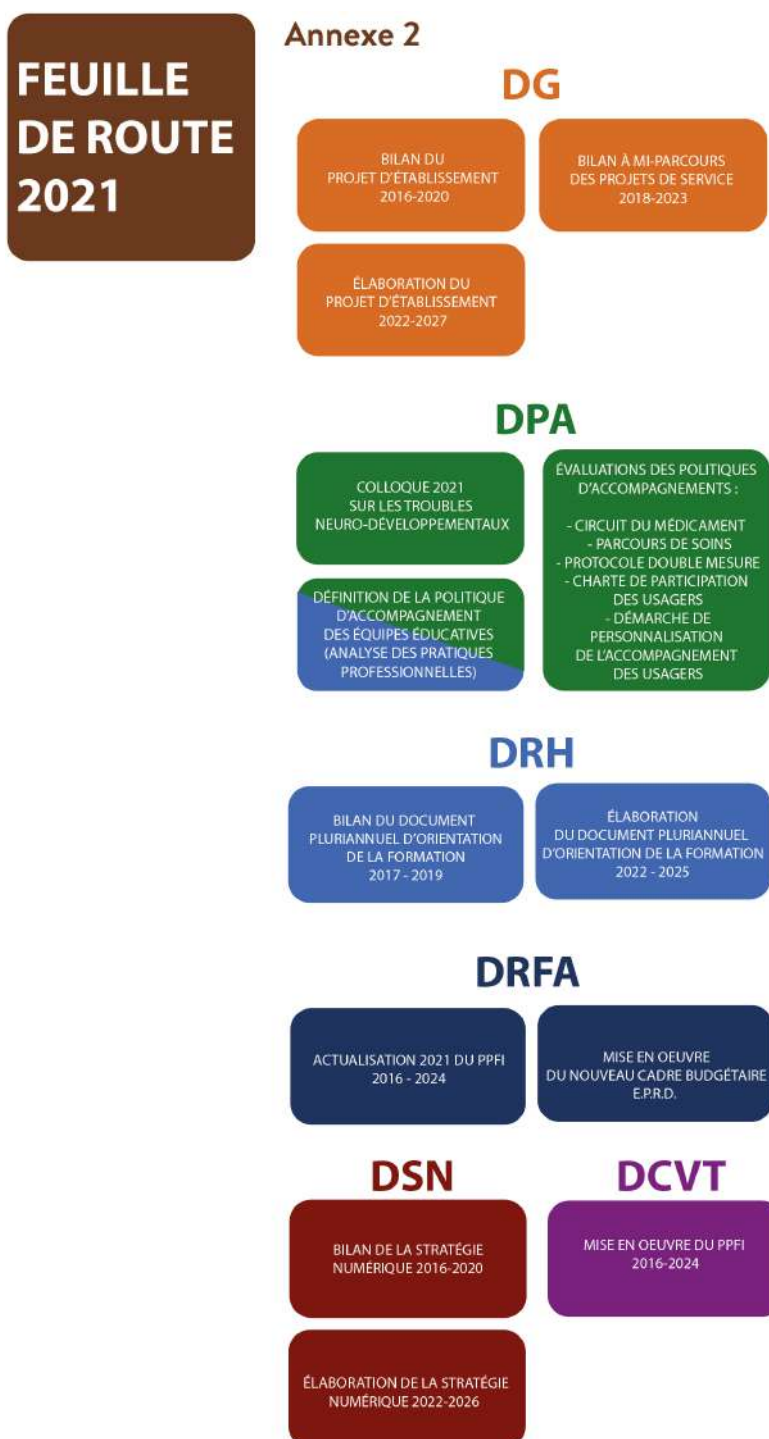 FEUILLE
DE ROUTE
2021
Annexe 2
DG
BILAN DU
PROJET D'ÉTABLISSEMENT
2016-2020
BILAN À MI-PARCOURS
DES PROJETS DE SERVICE
2018-2023
ÉLABORATION DU
PROJET D'ÉTABLISSEMENT
2022-2027
DPA
COLLOQUE 2021
SUR LES TROUBLES
NEURO-DÉVELOPPEMENTAUX
DÉFINITION DE LA POLITIQUE
D'ACCOMPAGNEMENT
DES ÉQUIPES ÉDUCATIVES
(ANALYSE DES PRATIQUES
PROFESSIONNELLES)
ÉVALUATIONS DES POLITIQUES
D'ACCOMPAGNEMENTS :
- CIRCUIT DU MÉDICAMENT
- PARCOURS DE SOINS
- PROTOCOLE DOUBLE MESURE
- CHARTE DE PARTICIPATION
DES USAGERS
- DÉMARCHE DE
PERSONNALISATION
DE L'ACCOMPAGNEMENT
DES USAGERS
DRH
BILAN DU DOCUMENT
PLURIANNUEL D'ORIENTATION
DE LA FORMATION
2017 - 2019
ÉLABORATION
DU DOCUMENT PLURIANNUEL
D'ORIENTATION DE LA FORMATION
2022 - 2025
DRFA
ACTUALISATION 2021 DU PPFI
2016 - 2024
MISE EN OEUVRE
DU NOUVEAU CADRE BUDGÉTAIRE
E.P.R.D.
DSN
BILAN DE LA STRATÉGIE
NUMÉRIQUE 2016-2020
ÉLABORATION DE LA STRATÉGIE
NUMÉRIQUE 2022-2026
DCVT
MISE EN OEUVRE DU PPFI
2016-2024